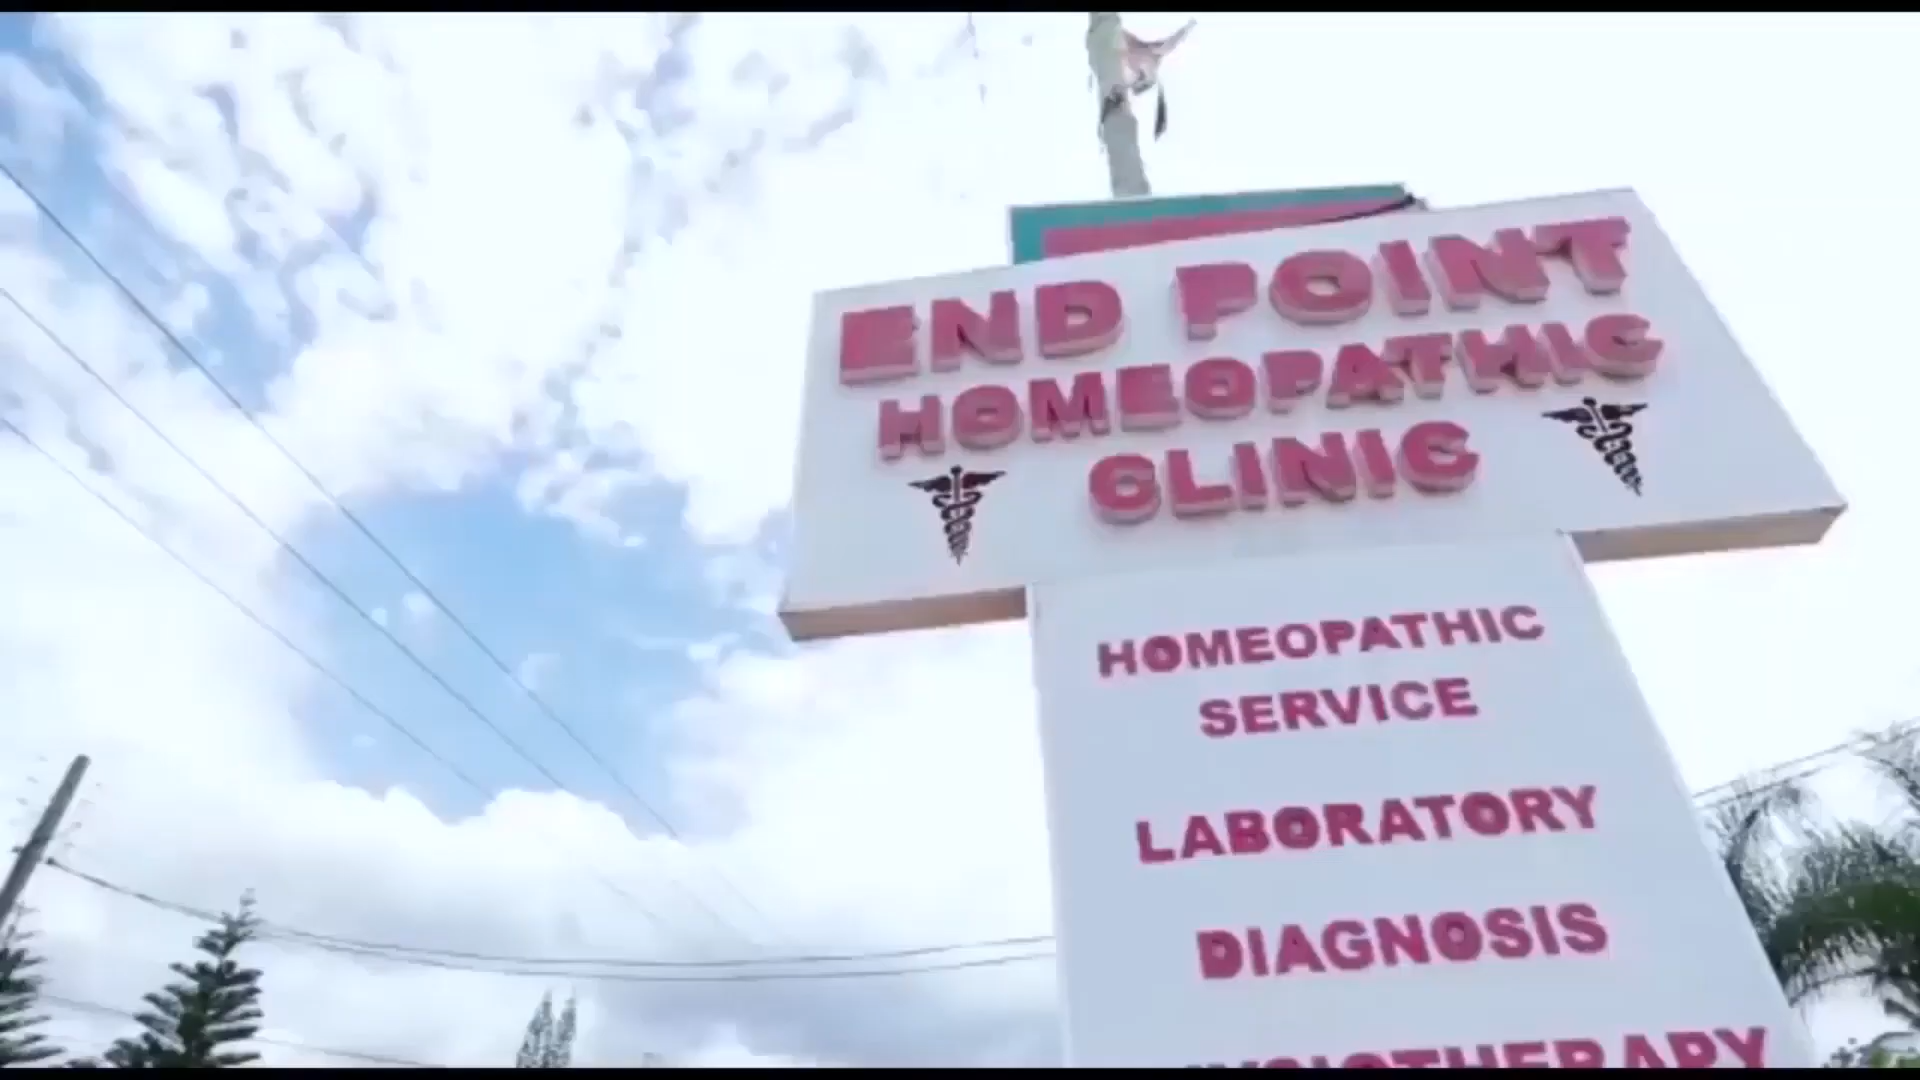 END POINT
HOMEOPATHIC
CLINIC
HOMEOPATHIC
SERVICE
LABORATORY
DIAGNOSIS